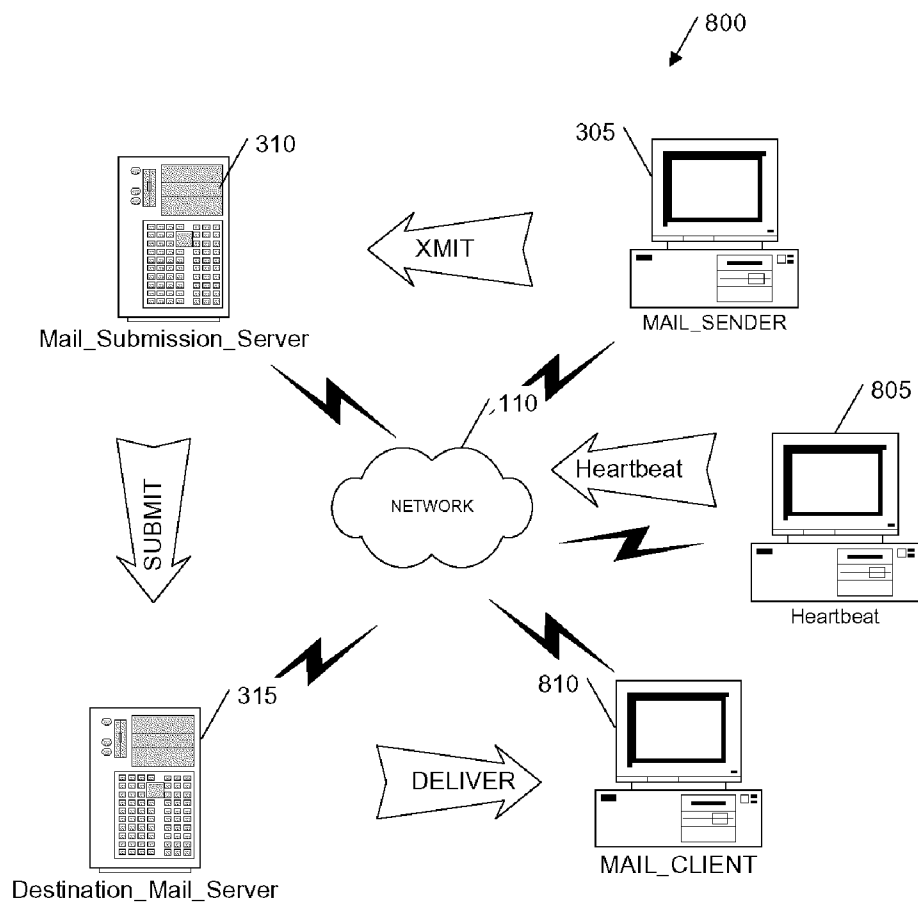 800
310
305
XMIT
Mail_Submission_Server
MAIL_SENDER
110
805
Heartbeat
NETWORK
SUBMIT
Heartbeat
315
810
DELIVER
MAIL_CLIENT
Destination_Mail_Server